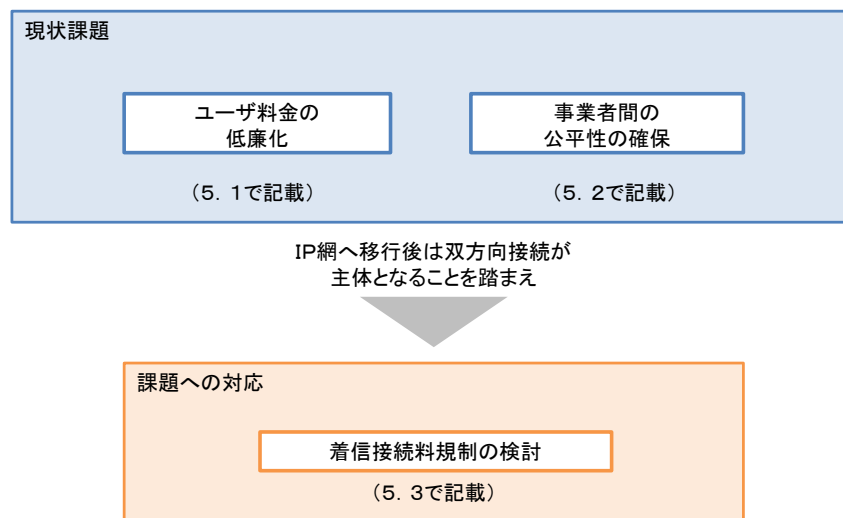 現状課題
ユーザ料金の
低廉化
事業者間の
公平性の確保
（５．１で記載）
（５．２で記載）
IP網へ移行後は双方向接続が
主体となることを踏まえ
課題への対応
着信接続料規制の検討
（５．３で記載）